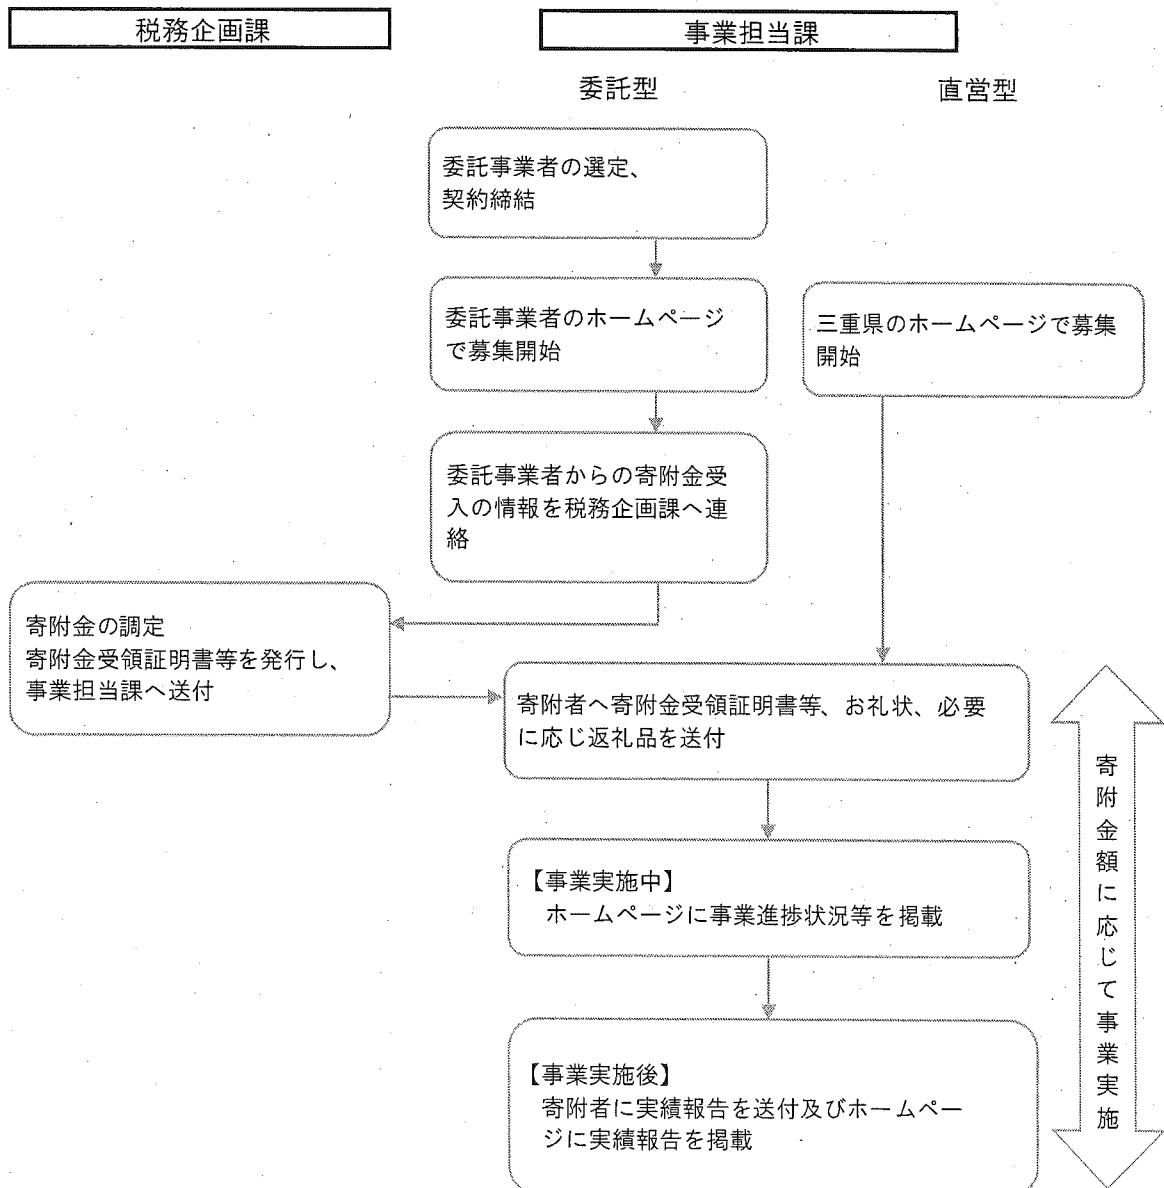 税務企画課
事業担当課
委託型
直営型
委託事業者の選定、
契約締結
委託事業者のホームページ
で募集開始
三重県のホームページで募集
開始
委託事業者からの寄附金受
入の情報を税務企画課へ連
絡
寄附金の調定
寄附金受領証明書等を発行し、
事業担当課へ送付
寄附者へ寄附金受領証明書等、お礼状、必要
に応じ返礼品を送付
【事業実施中】
ホームページに事業進捗状況等を掲載
【事業実施後】
寄附者に実績報告を送付及びホームペー
ジに実績報告を掲載
寄附金額に応じて事業実施